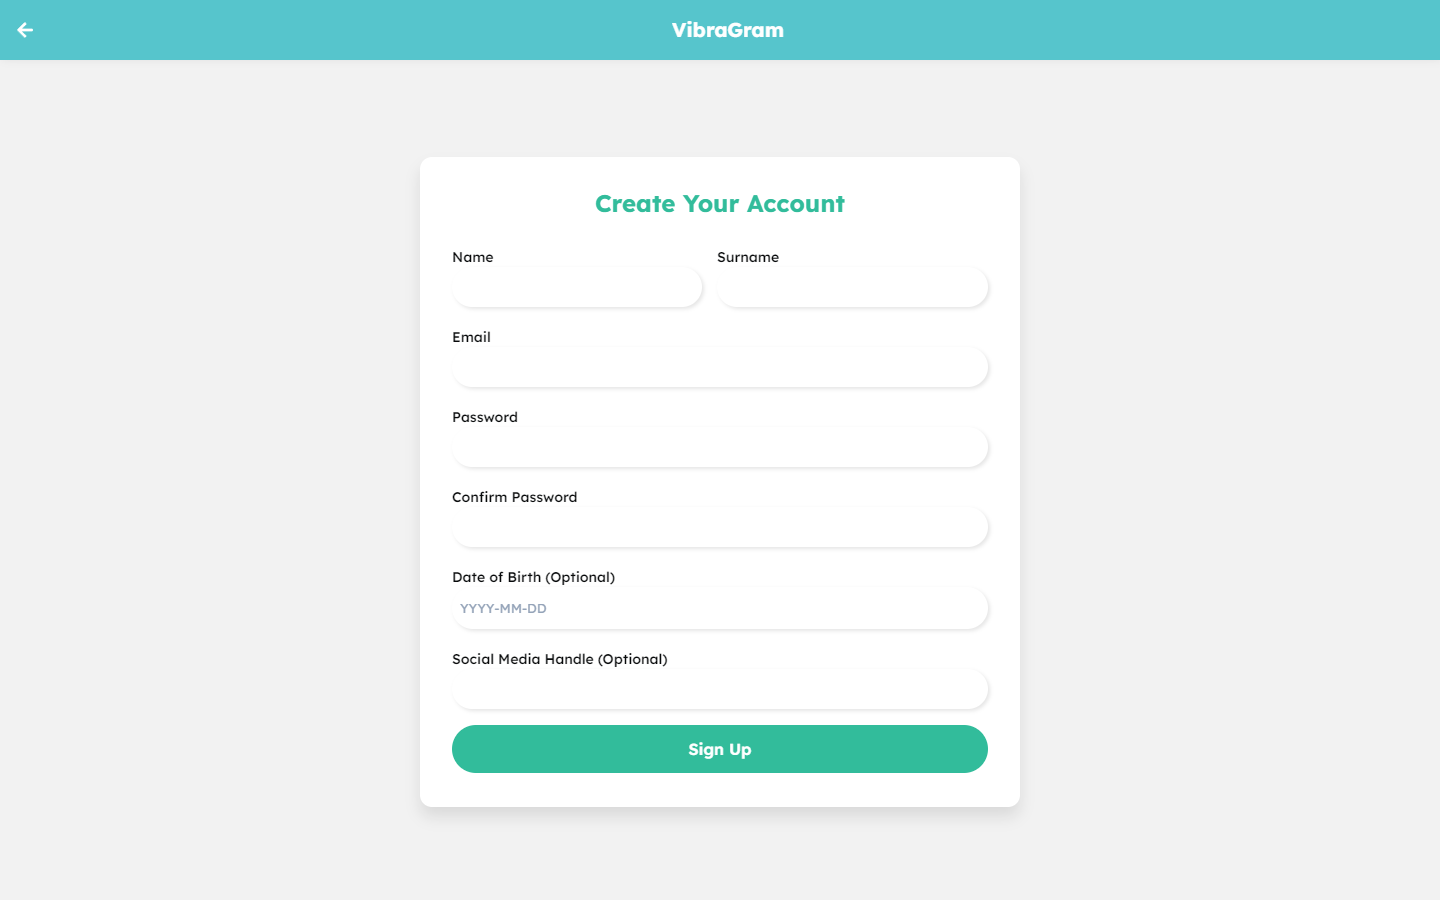 VibraGram
Create Your Account
Name
Surname
Email
Password
Confirm Password
Date of Birth (Optional)
YYYY-MM-DD
Social Media Handle (Optional)
Sign Up